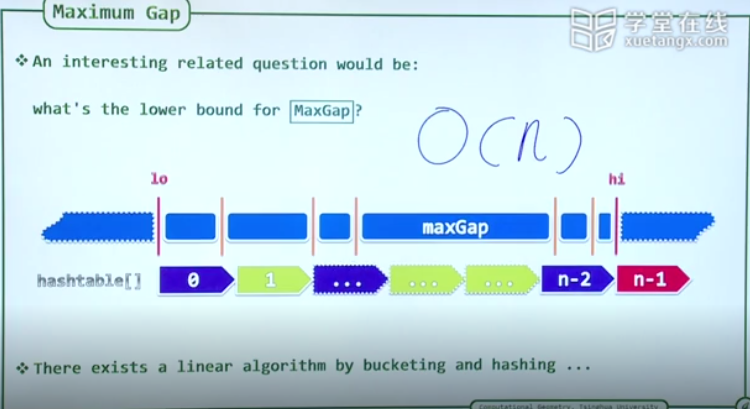 Maximum Gap
学堂在线
xuetangx.com
❖An interesting related question would be:
what's the lower bound for MaxGap?
O(n)
lo
hi
maxGap
hashtable[]
0
1
...
...
...
n-2
n-1
❖There exists a linear algorithm by bucketing and hashing ...
Computational Geometry, Tsinghua University